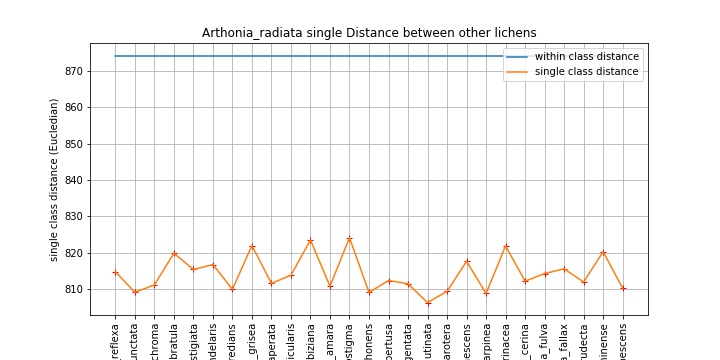 Arthonia_radiata single Distance between other lichens
within class distance
single class distance
single class distance (Eucledian)
870
860
850
840
830
820
810
reflexa
unctata
chroma
bratula
stigiata
ndelaris
redians
_grisea
aperata
icularis
biziana
_amara
ostigma
honens
pertusa
gentata
utinata
arotera
escens
arpinea
rinacea
_cerina
a_fulva
a_fallax
rudecta
inense
escens